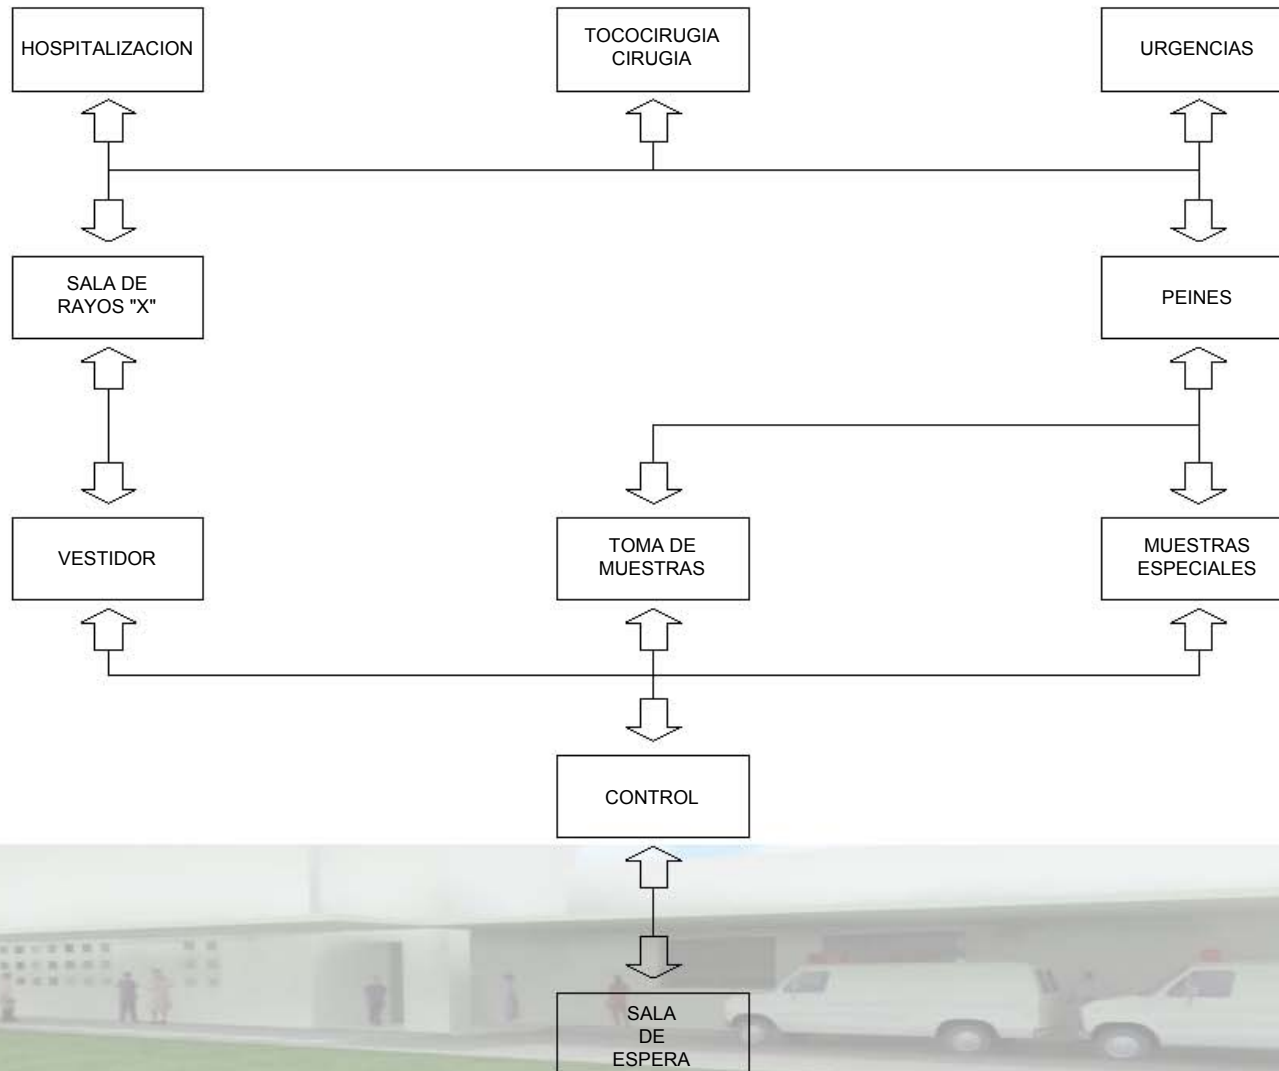 HOSPITALIZACION
TOCOCIRUGIA
CIRUGIA
URGENCIAS
SALA DE
RAYOS "X"
PEINES
VESTIDOR
TOMA DE
MUESTRAS
MUESTRAS
ESPECIALES
CONTROL
SALA
DE
ESPERA